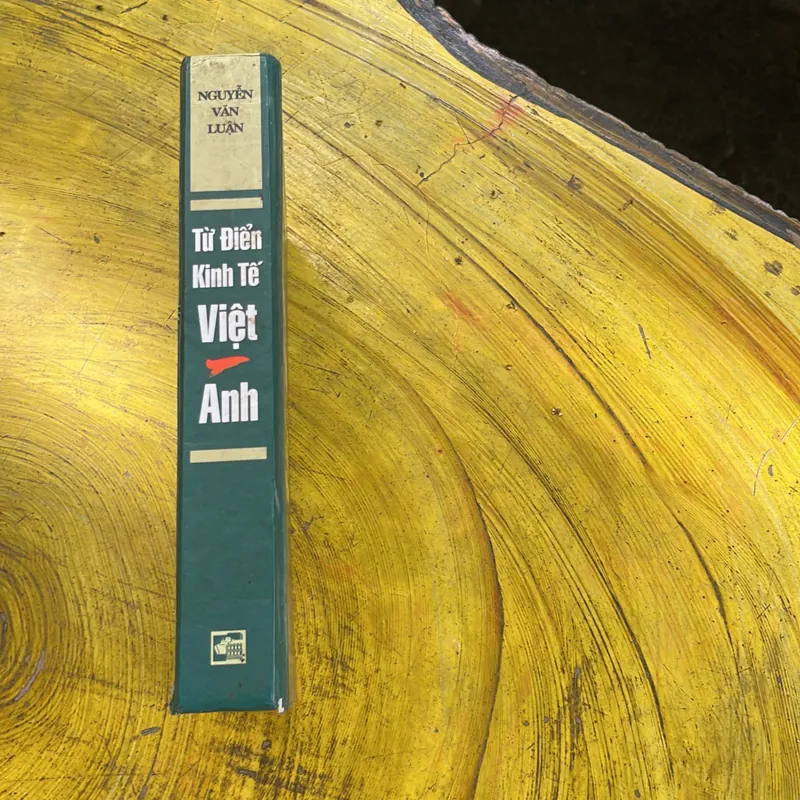 NGUYỄN
VĂN
LUẬN
Từ Điển
Kinh Tế
Việt
Anh